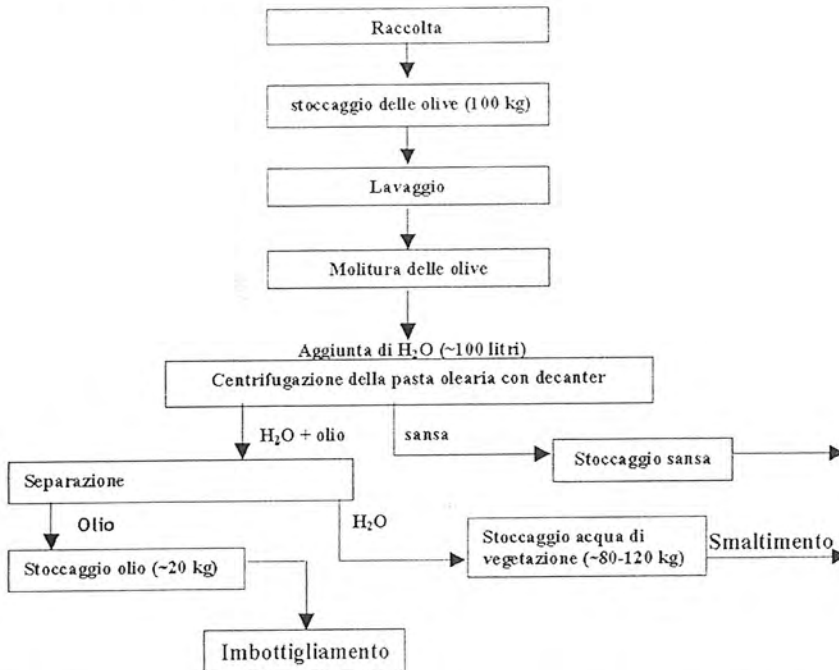 Raccolta
stoccaggio delle olive (100 kg)
Lavaggio
Molitura delle olive
Aggiunta di H₂O (~100 litri)
Centrifugazione della pasta olearia con decanter
H₂O + olio
sansa
Stoccaggio sansa
Separazione
Olio
H₂O
Stoccaggio acqua di
vegetazione (~80-120 kg)
Smaltimento
Stoccaggio olio (~20 kg)
Imbottigliamento